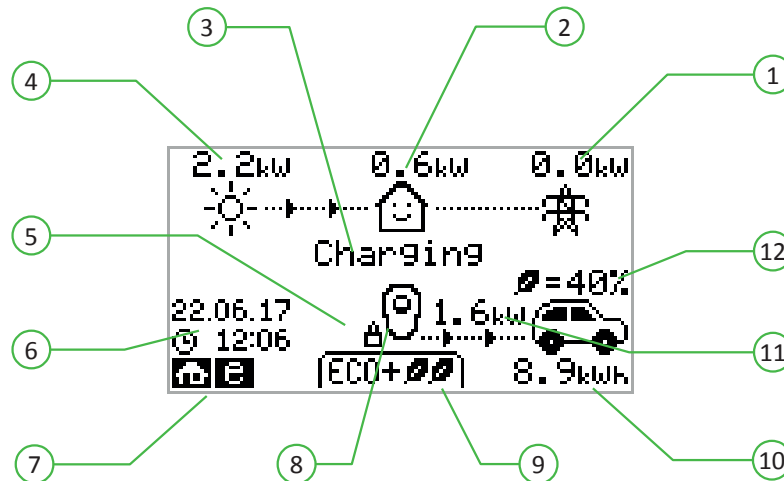 3 2
4 1
2.2kW 0.6kW 0.0kW
5 Charging
=40% 12
22.06.17 1.6kW
6 12:06 11
e ECO+ 8.9kWh
7 8 9 10